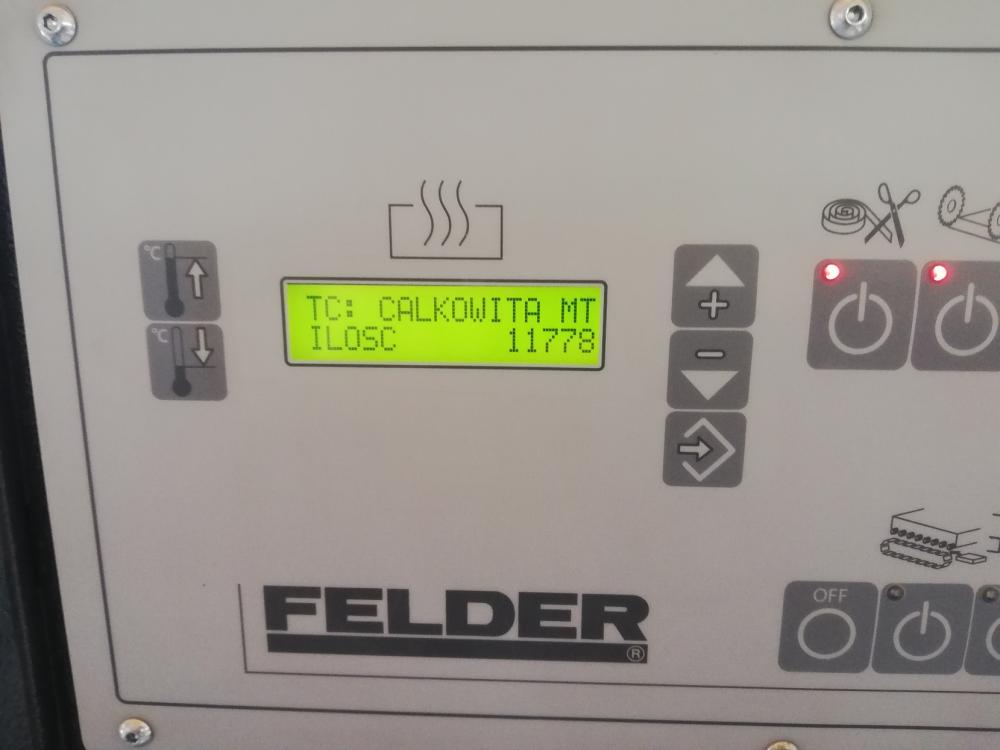 °C
°C
TC: CALKOWITA MT
ILOSC 11778
+
-
OFF
FELDER®